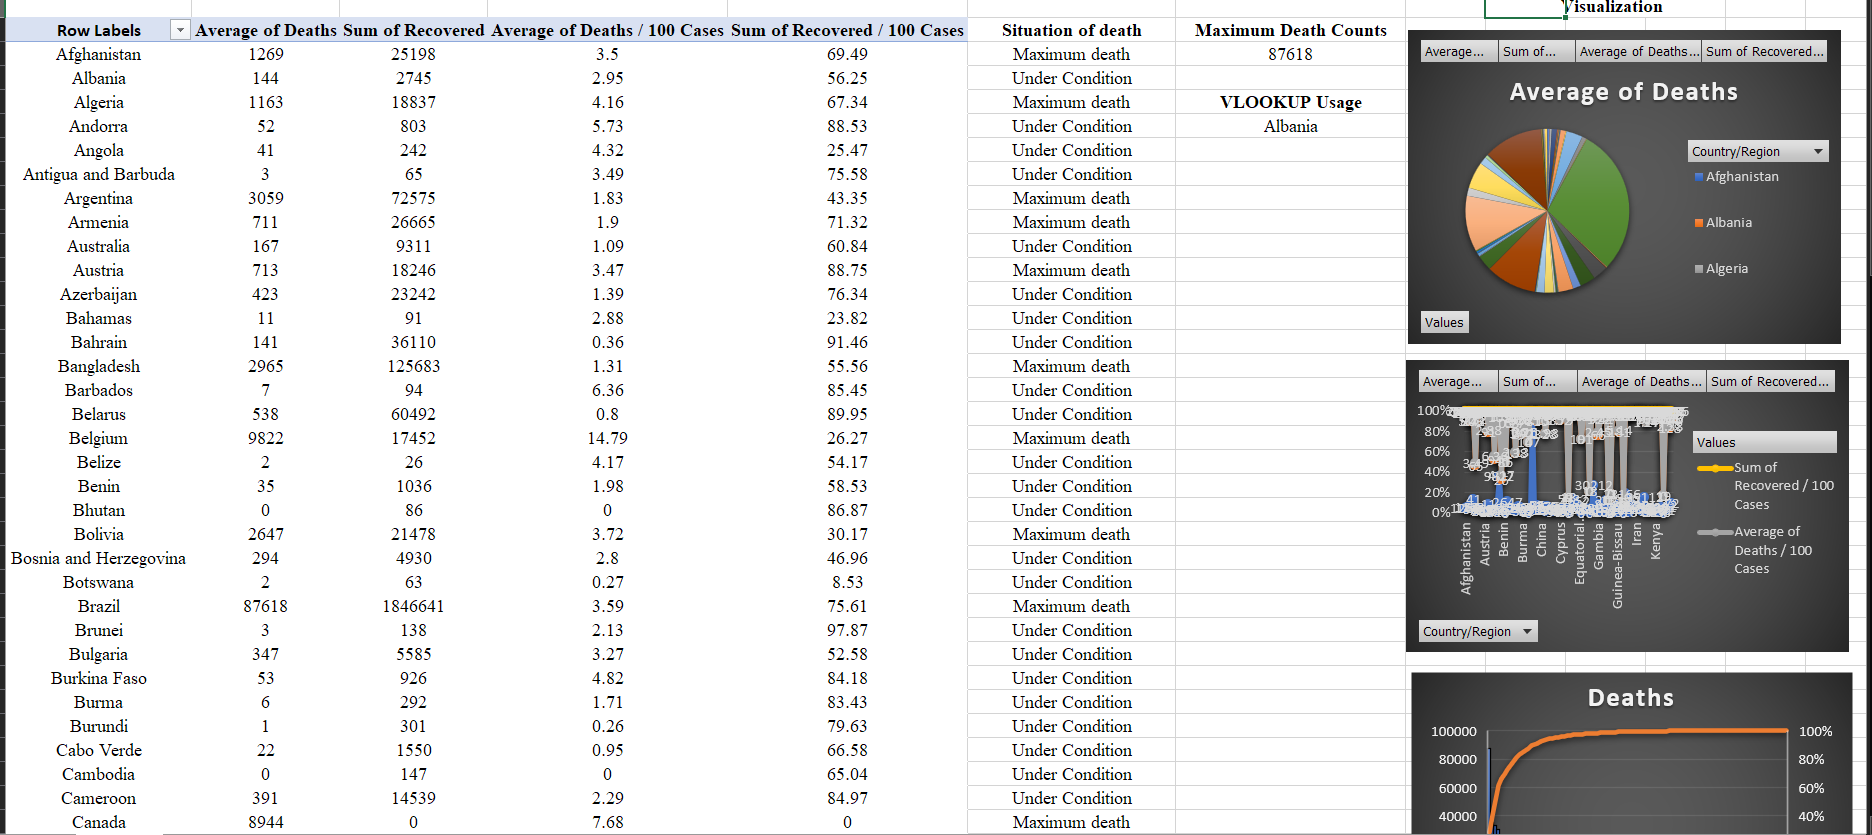 Visualization
Row Labels Average of Deaths Sum of Recovered Average of Deaths / 100 Cases Sum of Recovered / 100 Cases Situation of death Maximum Death Counts
Afghanistan 1269 25198 3.5 69.49 Maximum death 87618
Albania 144 2745 2.95 56.25 Under Condition
Algeria 1163 18837 4.16 67.34 Maximum death VLOOKUP Usage
Andorra 52 803 5.73 88.53 Under Condition Albania
Angola 41 242 4.32 25.47 Under Condition
Antigua and Barbuda 3 65 3.49 75.58 Under Condition
Argentina 3059 72575 1.83 43.35 Maximum death
Armenia 711 26665 1.9 71.32 Maximum death
Australia 167 9311 1.09 60.84 Under Condition
Austria 713 18246 3.47 88.75 Maximum death
Azerbaijan 423 23242 1.39 76.34 Under Condition
Bahamas 11 91 2.88 23.82 Under Condition
Bahrain 141 36110 0.36 91.46 Under Condition
Bangladesh 2965 125683 1.31 55.56 Maximum death
Barbados 7 94 6.36 85.45 Under Condition
Belarus 538 60492 0.8 89.95 Under Condition
Belgium 9822 17452 14.79 26.27 Maximum death
Belize 2 26 4.17 54.17 Under Condition
Benin 35 1036 1.98 58.53 Under Condition
Bhutan 0 86 0 86.87 Under Condition
Bolivia 2647 21478 3.72 30.17 Maximum death
Bosnia and Herzegovina 294 4930 2.8 46.96 Under Condition
Botswana 2 63 0.27 8.53 Under Condition
Brazil 87618 1846641 3.59 75.61 Maximum death
Brunei 3 138 2.13 97.87 Under Condition
Bulgaria 347 5585 3.27 52.58 Under Condition
Burkina Faso 53 926 4.82 84.18 Under Condition
Burma 6 292 1.71 83.43 Under Condition
Burundi 1 301 0.26 79.63 Under Condition
Cabo Verde 22 1550 0.95 66.58 Under Condition
Cambodia 0 147 0 65.04 Under Condition
Cameroon 391 14539 2.29 84.97 Under Condition
Canada 8944 0 7.68 0 Maximum death
Average... Sum of... Average of Deaths... Sum of Recovered...
Average of Deaths
Country/Region
Afghanistan
Albania
Algeria
Values
Average... Sum of... Average of Deaths... Sum of Recovered...
100%
80%
60%
40%
20%
0%
Afghanistan
Austria
Benin
Burma
China
Cyprus
Equatorial...
Gambia
Guinea-Bissau
Iran
Kenya
Values
Sum of
Recovered / 100
Cases
Average of
Deaths / 100
Cases
Country/Region
Deaths
100000 100%
80000 80%
60000 60%
40000 40%